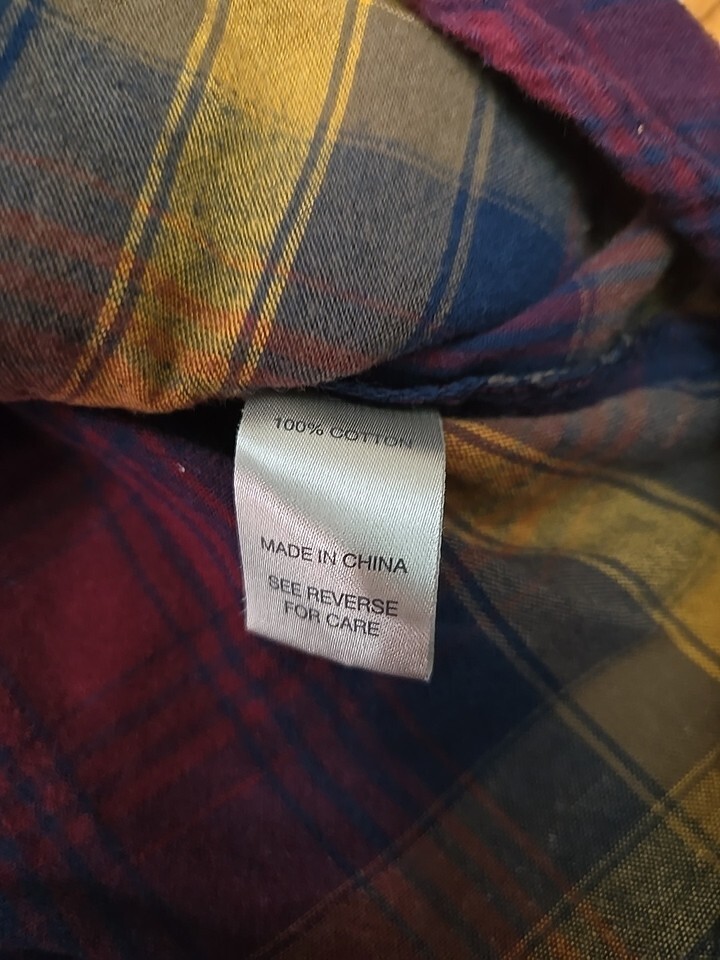 100% COTTON
MADE IN CHINA
SEE REVERSE
FOR CARE